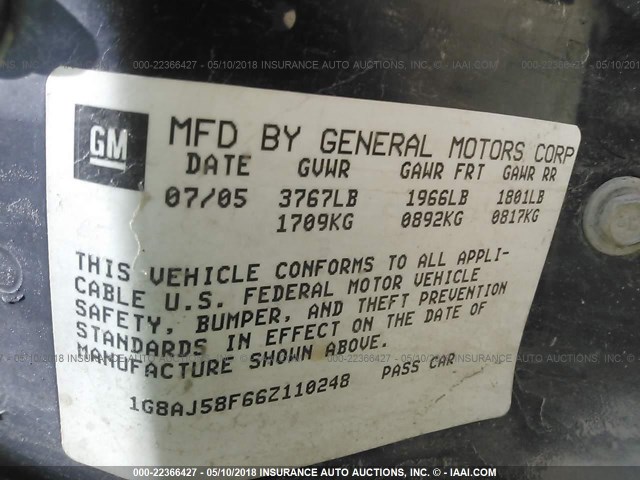 000-22366427 - 05/10/2018 INSURANCE AUTO AUCTIONS, INC. - © - IAAI.COM
GM
MFD BY GENERAL MOTORS CORP
DATE GVWR GAWR FRT GAWR RR
07/05 3767LB 1966LB 1801LB
1709KG 0892KG 0817KG
THIS VEHICLE CONFORMS TO ALL APPLI-
CABLE U.S. FEDERAL MOTOR VEHICLE
SAFETY, BUMPER, AND THEFT PREVENTION
STANDARDS IN EFFECT ON THE DATE OF
MANUFACTURE SHOWN ABOVE.
1G8AJ58F66Z110248 PASS CAR
000-22366427 - 05/10/2018 INSURANCE AUTO AUCTIONS, INC. - © - IAAI.COM